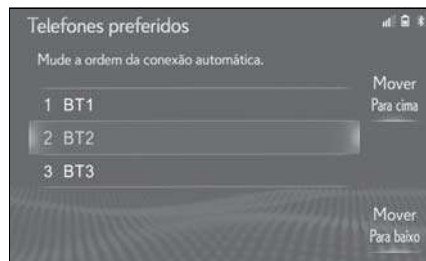 Telefones preferidos
Mude a ordem da conexão automática.
Mover
Para cima
1 BT1
2 BT2
3 BT3
Mover
Para baixo